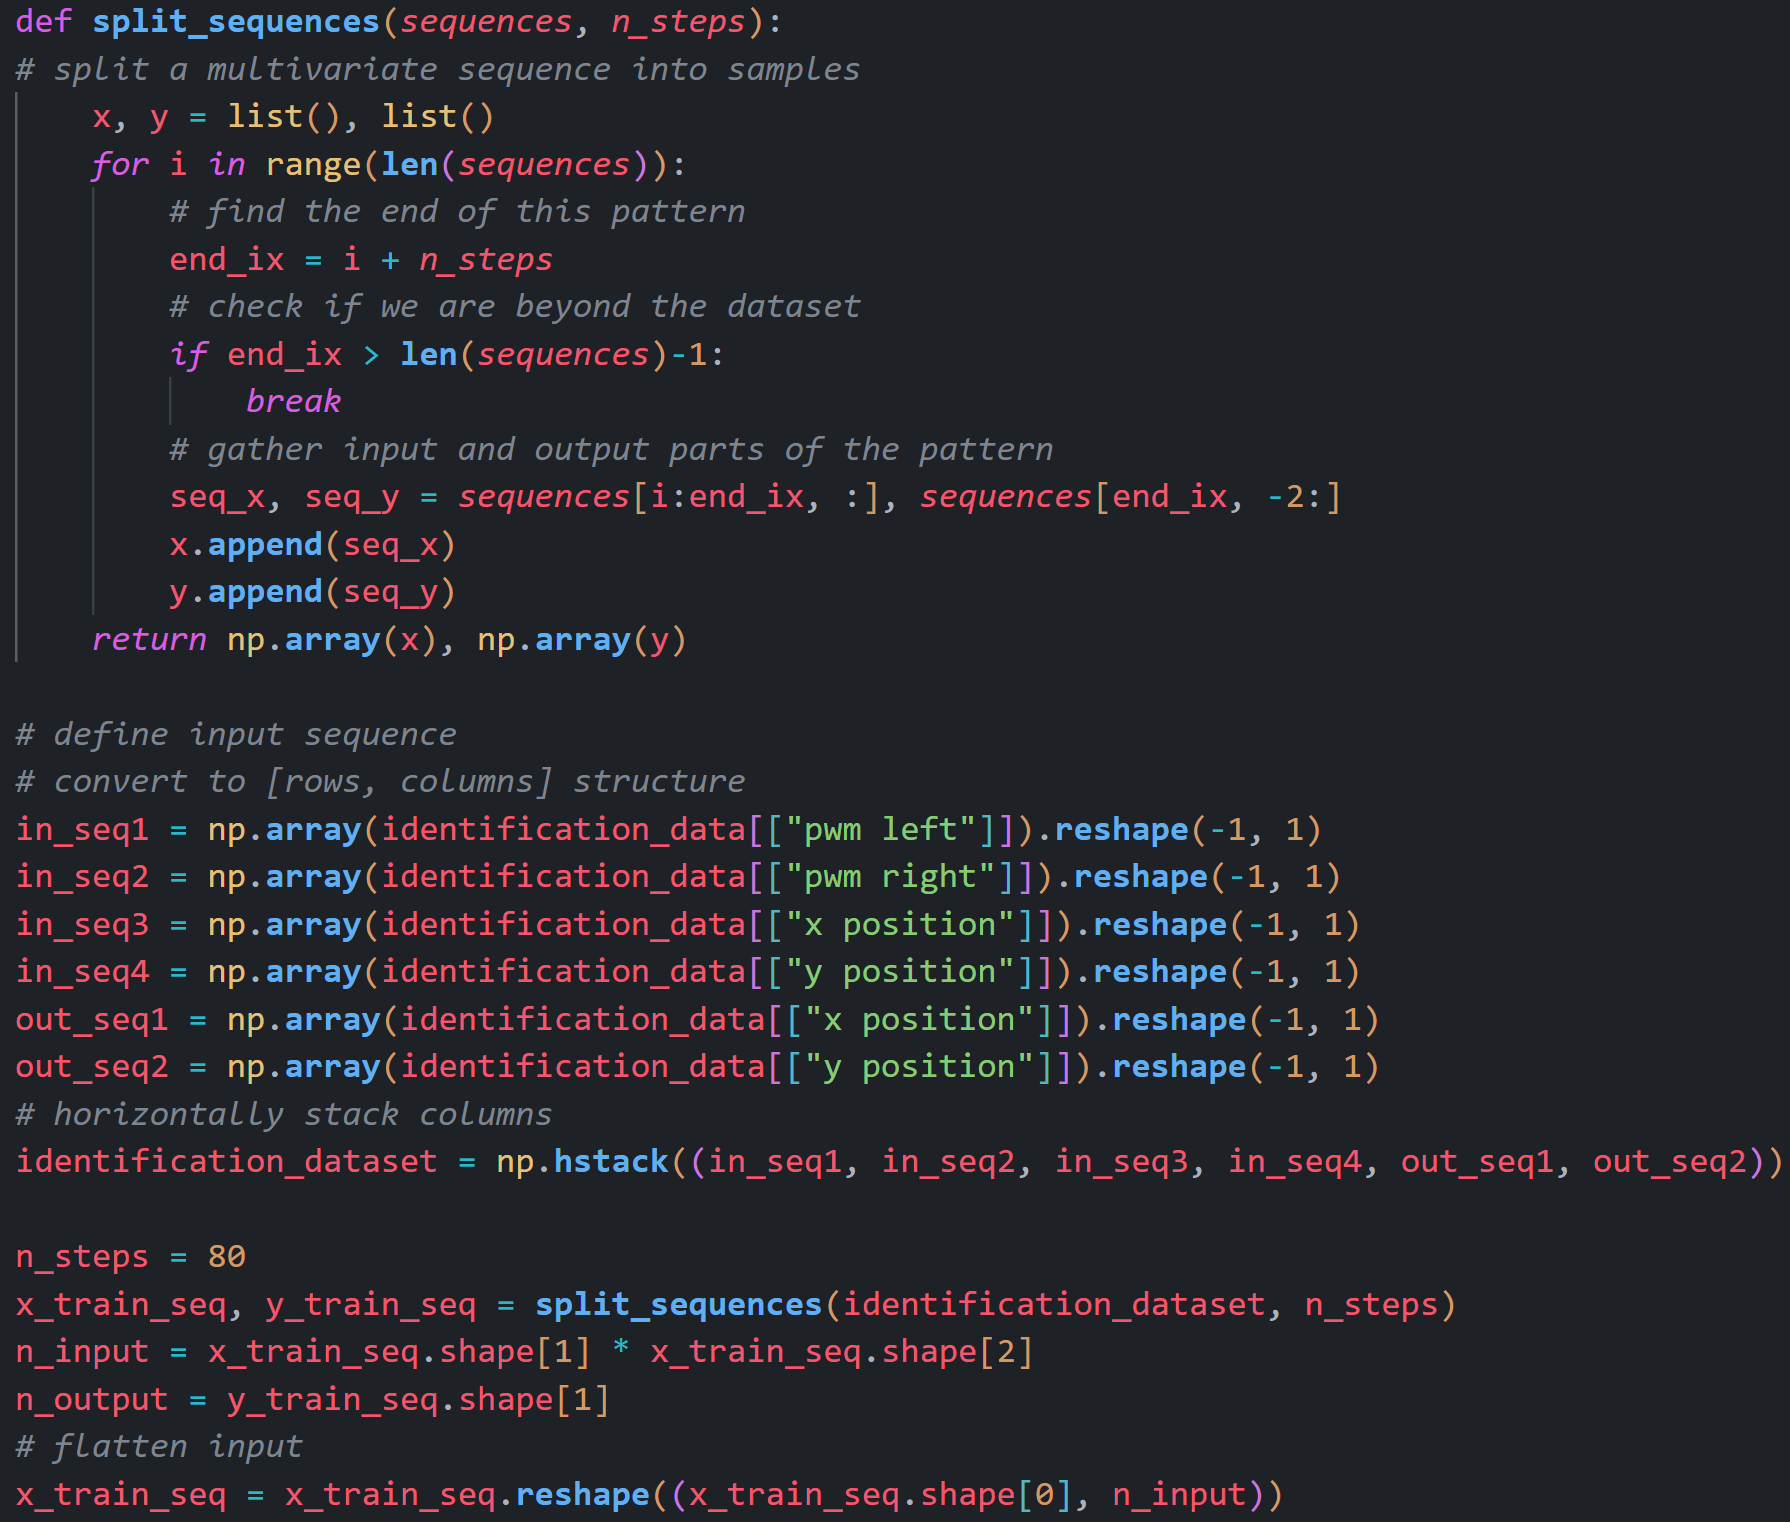 def split_sequences(sequences, n_steps):
# split a multivariate sequence into samples
    x, y = list(), list()
    for i in range(len(sequences)):
        # find the end of this pattern
        end_ix = i + n_steps
        # check if we are beyond the dataset
        if end_ix > len(sequences)-1:
            break
        # gather input and output parts of the pattern
        seq_x, seq_y = sequences[i:end_ix, :], sequences[end_ix, -2:]
        x.append(seq_x)
        y.append(seq_y)
    return np.array(x), np.array(y)

# define input sequence
# convert to [rows, columns] structure
in_seq1 = np.array(identification_data[["pwm left"]]).reshape(-1, 1)
in_seq2 = np.array(identification_data[["pwm right"]]).reshape(-1, 1)
in_seq3 = np.array(identification_data[["x position"]]).reshape(-1, 1)
in_seq4 = np.array(identification_data[["y position"]]).reshape(-1, 1)
out_seq1 = np.array(identification_data[["x position"]]).reshape(-1, 1)
out_seq2 = np.array(identification_data[["y position"]]).reshape(-1, 1)
# horizontally stack columns
identification_dataset = np.hstack((in_seq1, in_seq2, in_seq3, in_seq4, out_seq1, out_seq2))

n_steps = 80
x_train_seq, y_train_seq = split_sequences(identification_dataset, n_steps)
n_input = x_train_seq.shape[1] * x_train_seq.shape[2]
n_output = y_train_seq.shape[1]
# flatten input
x_train_seq = x_train_seq.reshape((x_train_seq.shape[0], n_input))